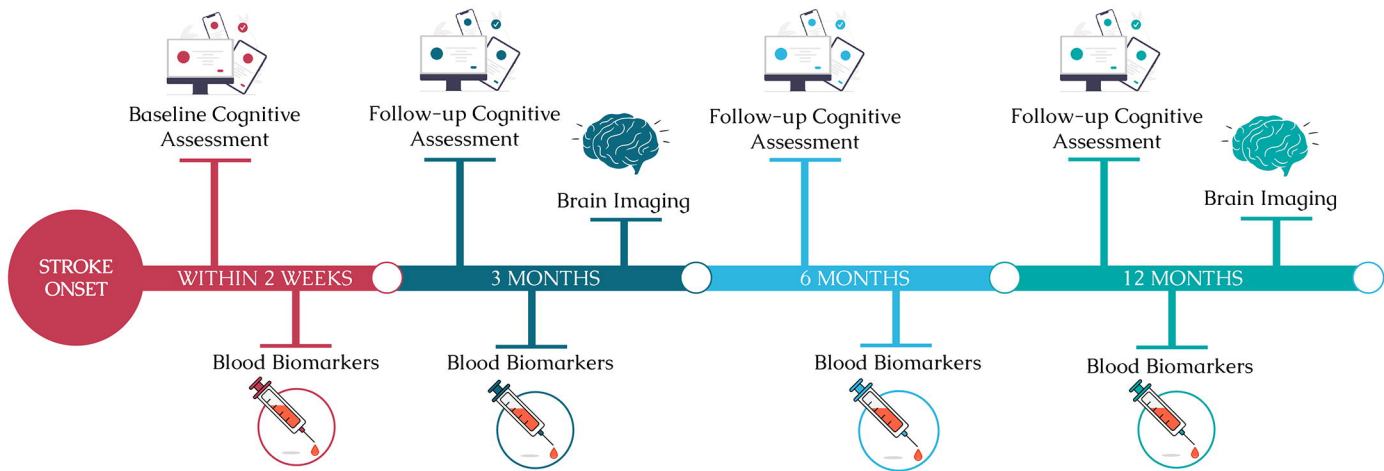 Baseline Cognitive
Assessment
Follow-up Cognitive
Assessment
Brain Imaging
Follow-up Cognitive
Assessment
Follow-up Cognitive
Assessment
Brain Imaging
STROKE
ONSET
WITHIN 2 WEEKS
3 MONTHS
6 MONTHS
12 MONTHS
Blood Biomarkers
Blood Biomarkers
Blood Biomarkers
Blood Biomarkers